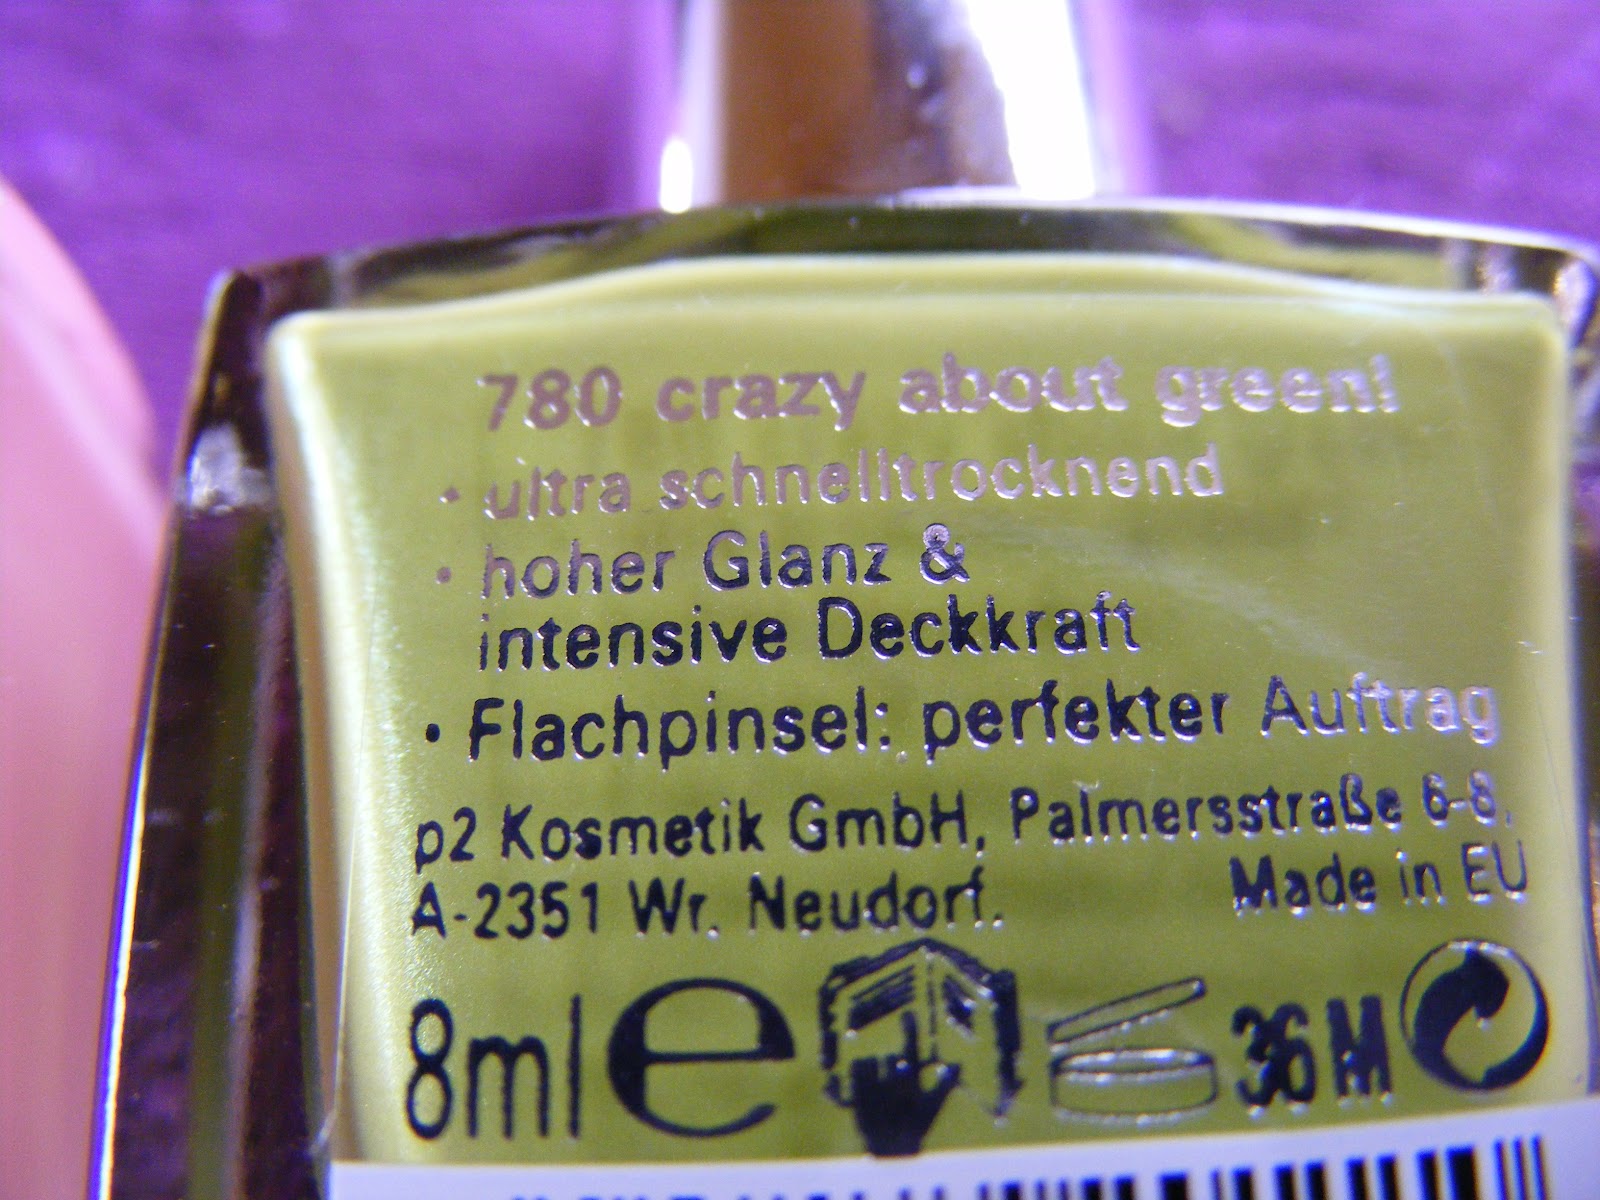 780 crazy about green!
• ultra schnelltrocknend
• hoher Glanz &
intensive Deckkraft
• Flachpinsel: perfekter Auftrag
p2 Kosmetik GmbH, Palmersstraße 6-8,
A-2351 Wr. Neudorf. Made in EU
8ml e 36 M